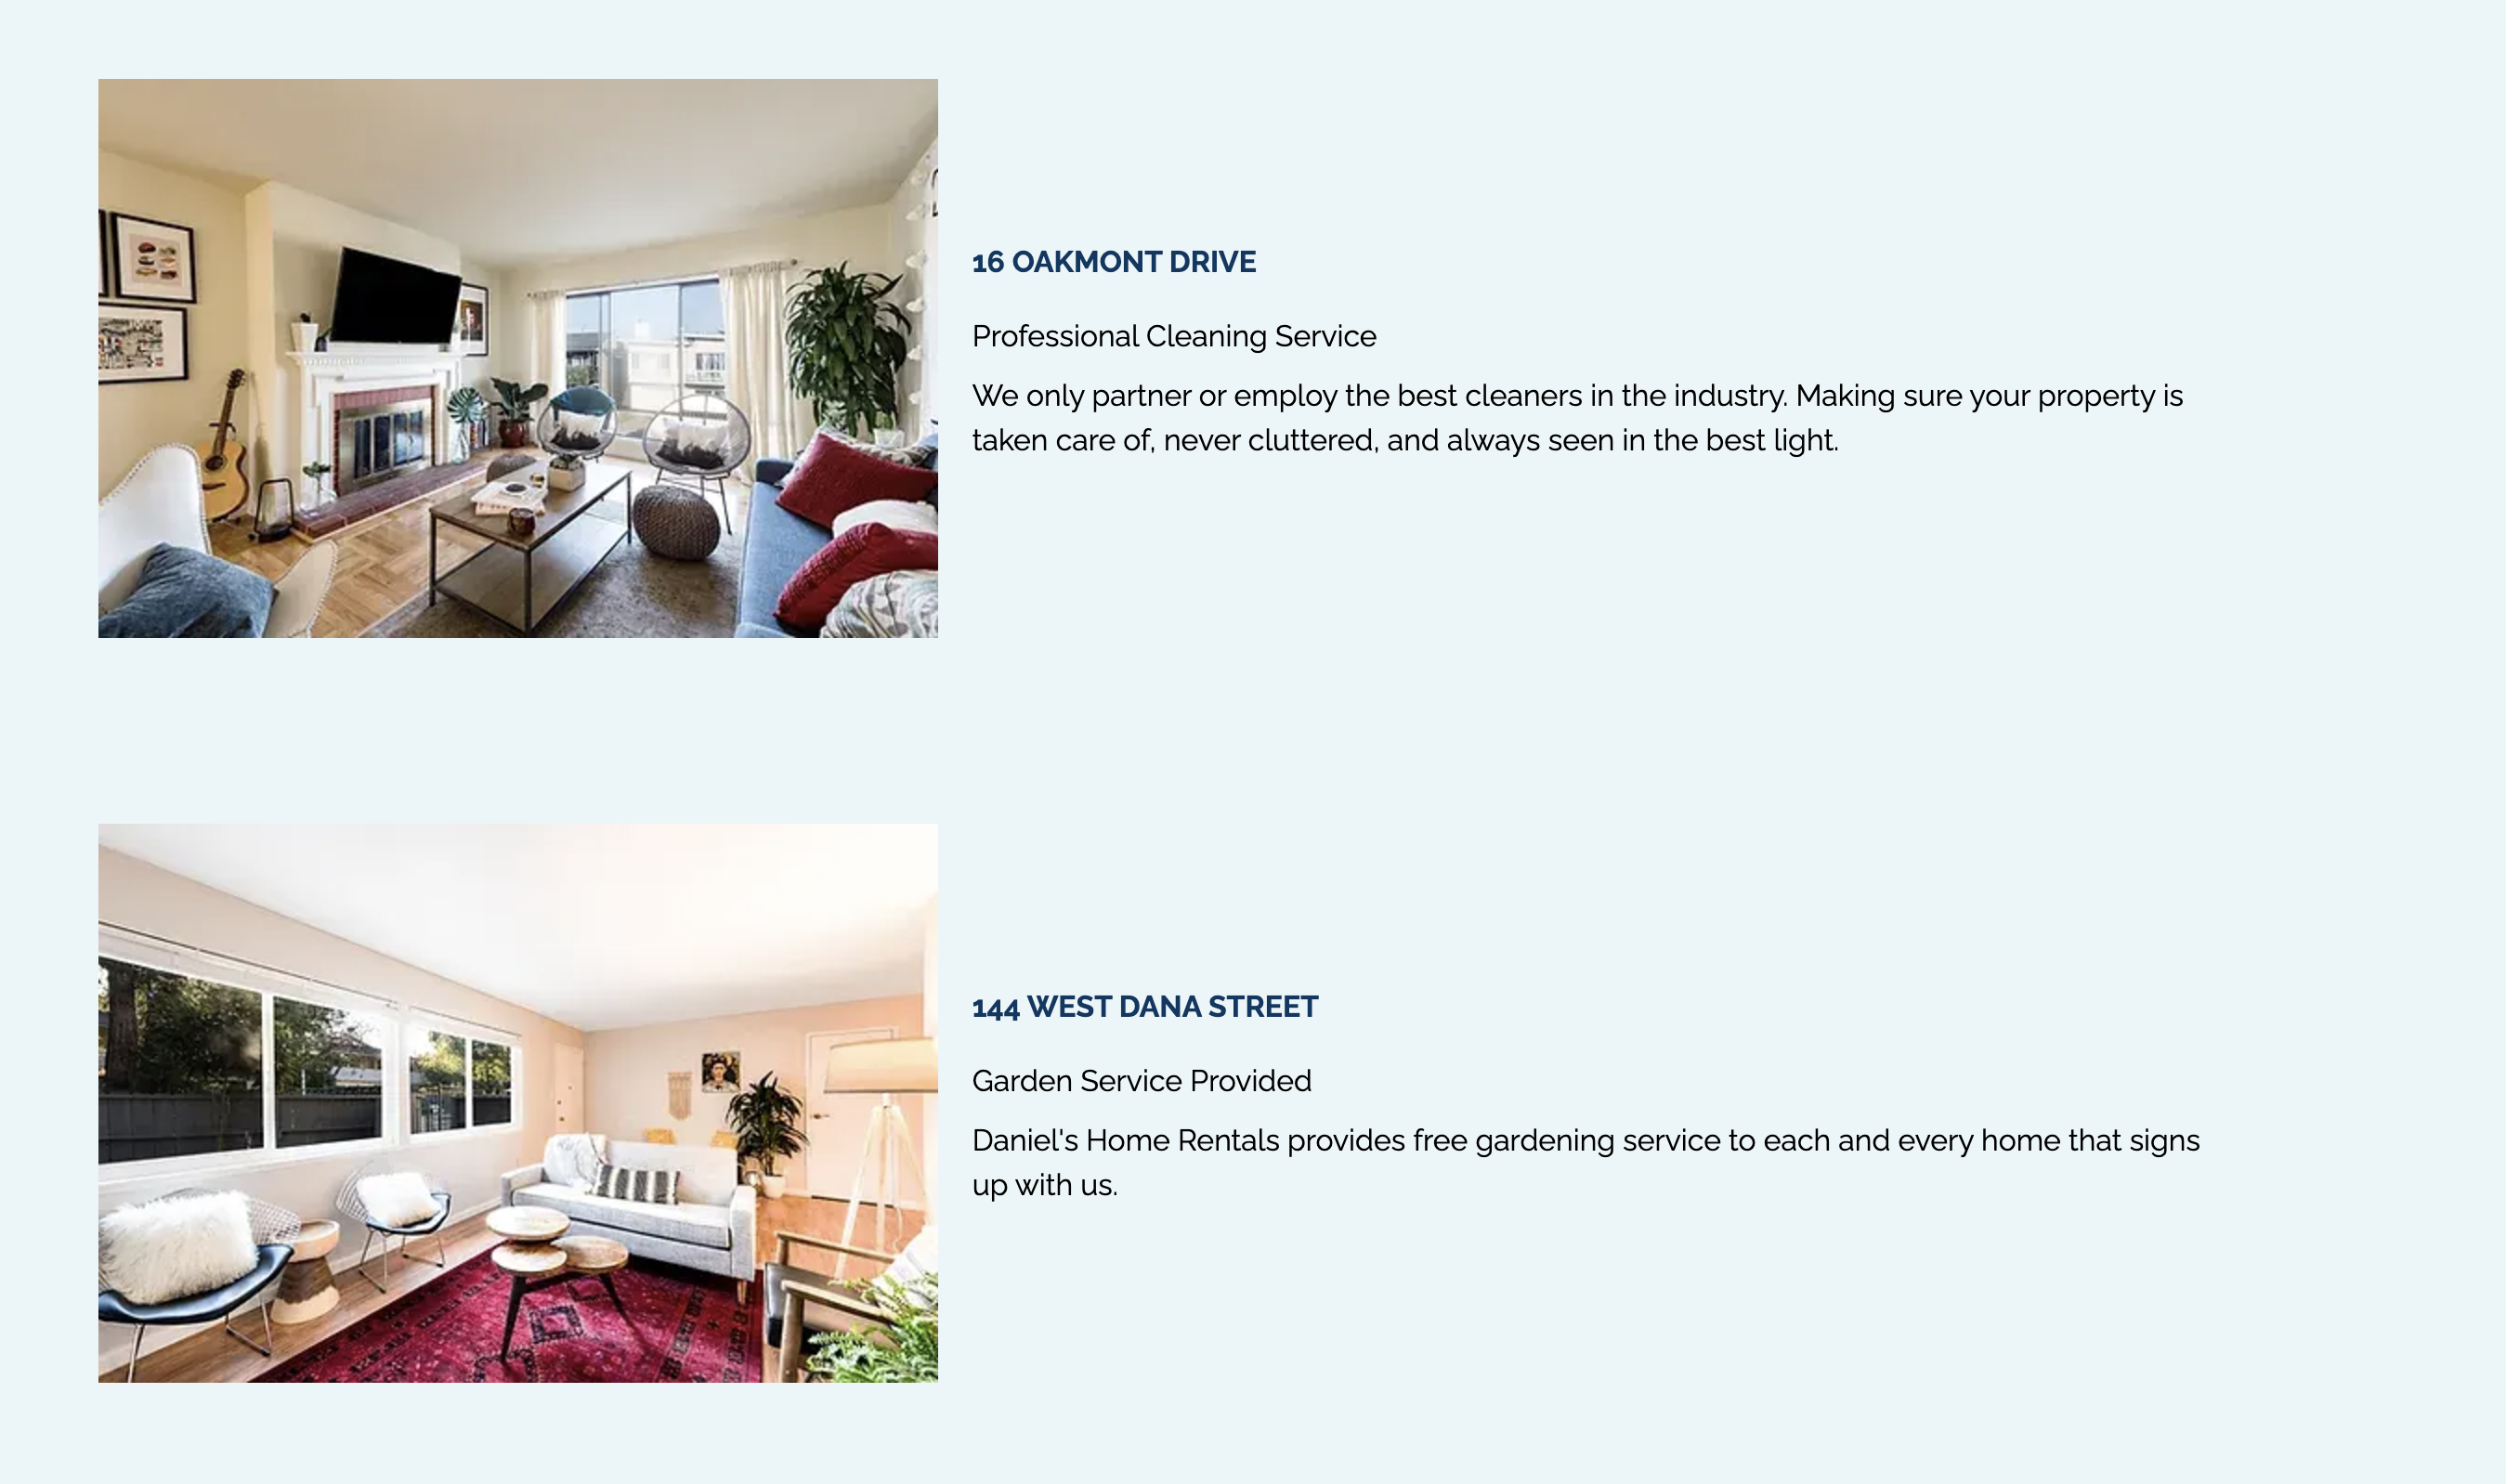 16 OAKMONT DRIVE
Professional Cleaning Service
We only partner or employ the best cleaners in the industry. Making sure your property is
taken care of, never cluttered, and always seen in the best light.
144 WEST DANA STREET
Garden Service Provided
Daniel's Home Rentals provides free gardening service to each and every home that signs
up with us.